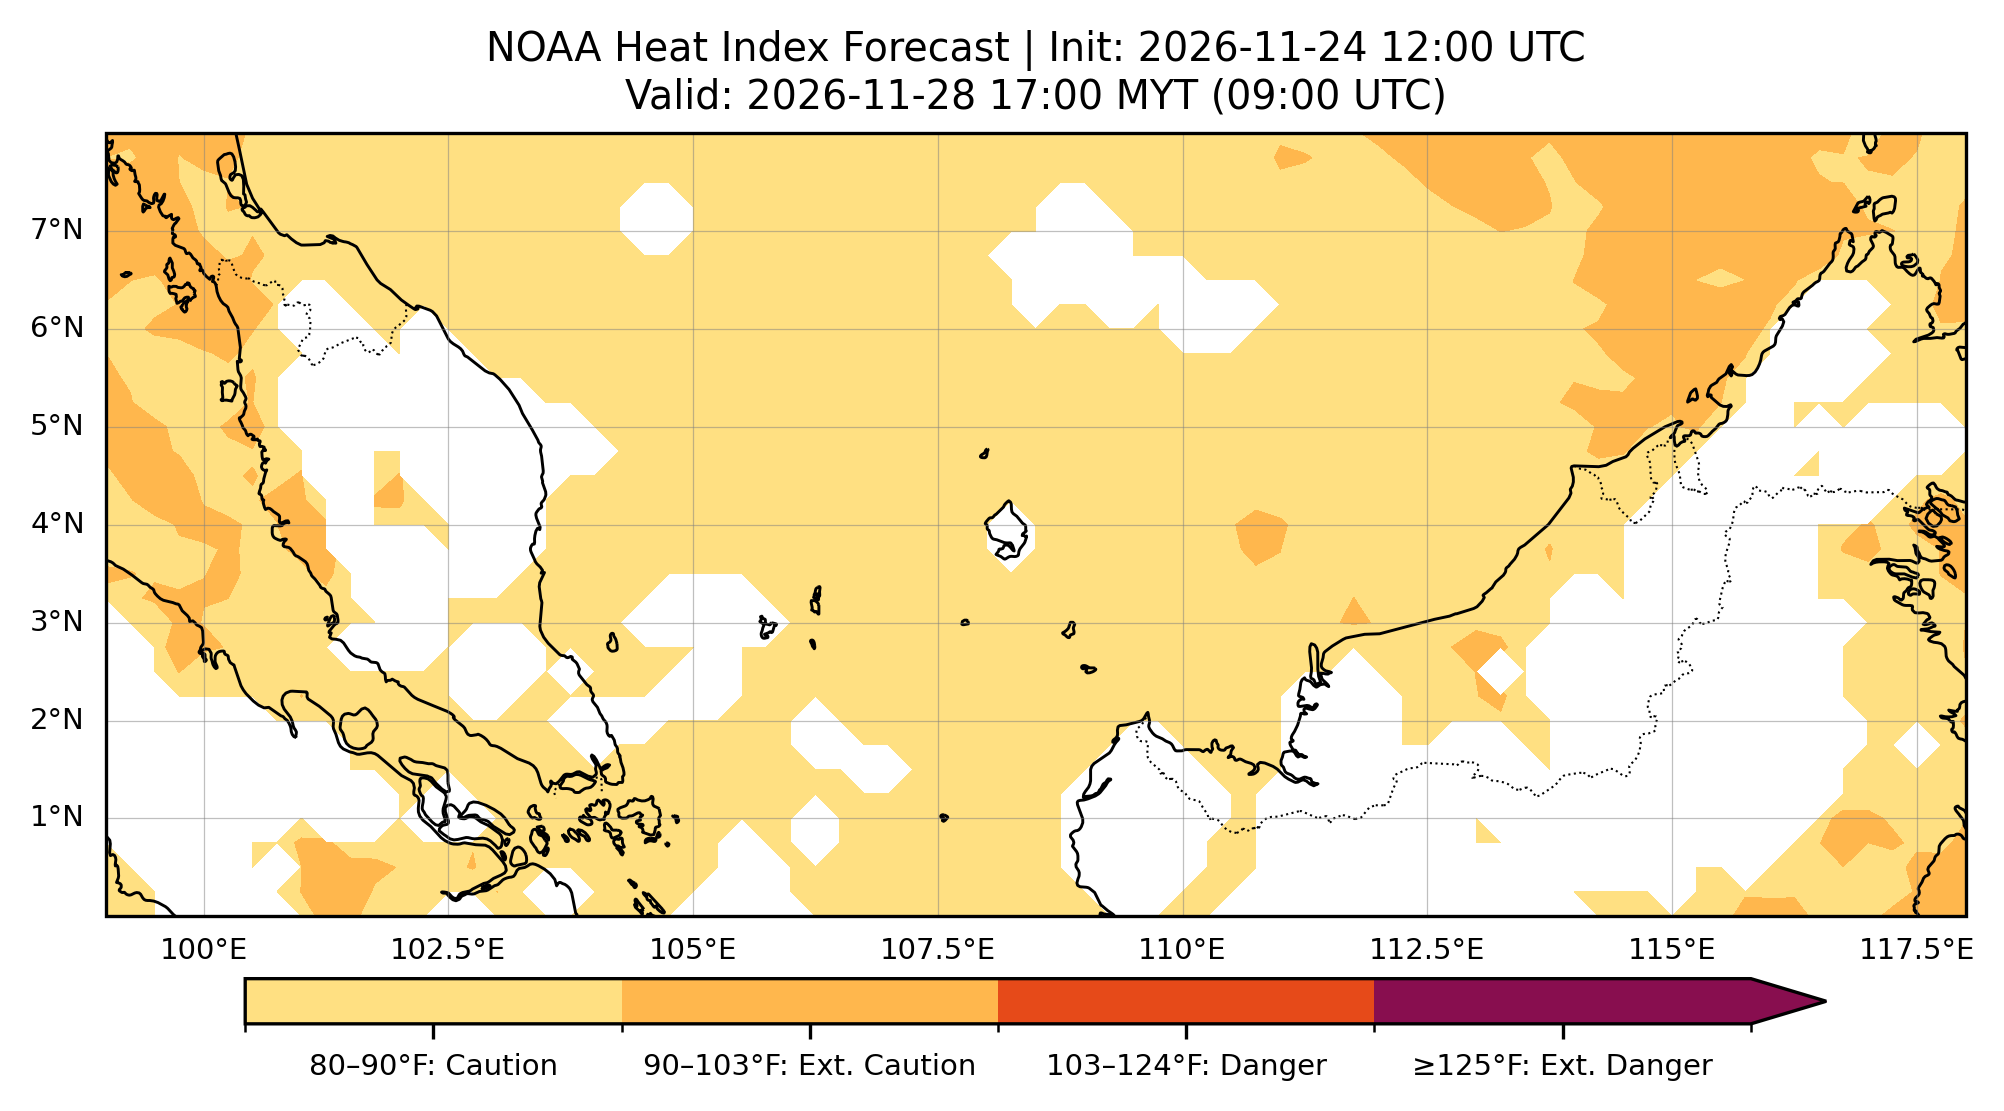 NOAA Heat Index Forecast | Init: 2026-11-24 12:00 UTC
Valid: 2026-11-28 17:00 MYT (09:00 UTC)
7°N
6°N
5°N
4°N
3°N
2°N
1°N
100°E 102.5°E 105°E 107.5°E 110°E 112.5°E 115°E 117.5°E
80–90°F: Caution 90–103°F: Ext. Caution 103–124°F: Danger ≥125°F: Ext. Danger